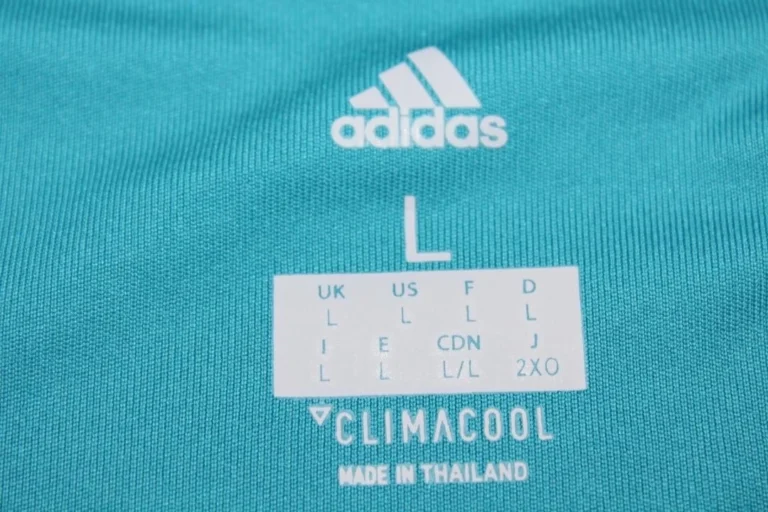 adidas
L
UK US F D
L L L L
I E CDN J
L L L/L 2XO
CLIMACOOL
MADE IN THAILAND